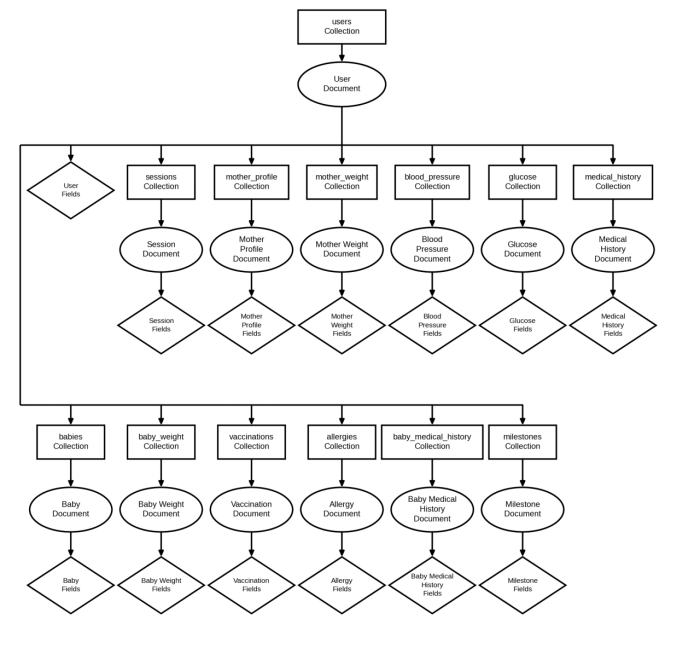 users
Collection
User
Document
User
Fields
sessions
Collection
mother_profile
Collection
mother_weight
Collection
blood_pressure
Collection
glucose
Collection
medical_history
Collection
Session
Document
Mother
Profile
Document
Mother Weight
Document
Blood
Pressure
Document
Glucose
Document
Medical
History
Document
Session
Fields
Mother
Profile
Fields
Mother
Weight
Fields
Blood
Pressure
Fields
Glucose
Fields
Medical
History
Fields
babies
Collection
baby_weight
Collection
vaccinations
Collection
allergies
Collection
baby_medical_history
Collection
milestones
Collection
Baby
Document
Baby Weight
Document
Vaccination
Document
Allergy
Document
Baby Medical
History
Document
Milestone
Document
Baby
Fields
Baby Weight
Fields
Vaccination
Fields
Allergy
Fields
Baby Medical
History
Fields
Milestone
Fields